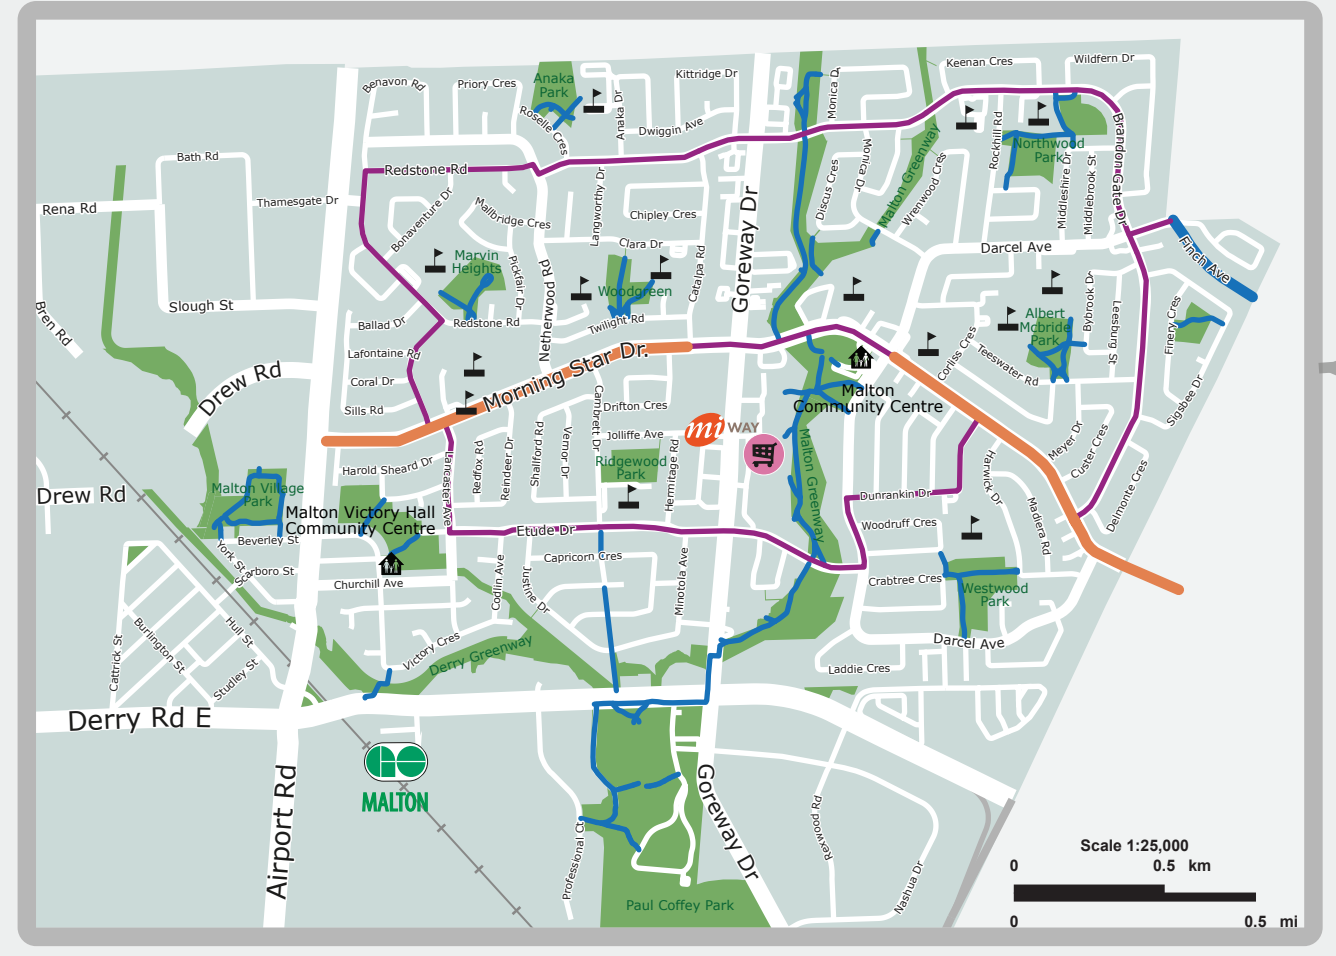 Benavon Rd
Priory Cres
Anaka
Park
Kittridge Dr
Monica Dr
Keenan Cres
Wildfern Dr
Roselle Cres
Anaka Dr
Dwiggin Ave
Rockhill Rd
Northwood
Park
Brandon Gate Dr
Bath Rd
Redstone Rd
Monica Dr
Malton Greenway
Middleshire Dr
Middlebrook St
Rena Rd
Thamesgate Dr
Bonaventure Dr
Malbridge Cres
Langworthy Dr
Chipley Cres
Goreway Dr
Discus Cres
Wrenwood Cres
Darcel Ave
Finch Ave
Marvin
Heights
Clara Dr
Catalpa Rd
Pickfair Dr
Netherwood Rd
Woodgreen
Bren Rd
Slough St
Ballad Dr
Redstone Rd
Twilight Rd
Albert
Mcbride
Park
Bybrook Dr
Leesburg St
Finery Cres
Lafontaine Rd
Morning Star Dr.
Corliss Cres
Teeswater Rd
Drew Rd
Coral Dr
Malton
Community Centre
Sills Rd
Cambrett Dr
Drifton Cres
Sigsbee Dr
mi WAY
Jolliffe Ave
Harold Sheard Dr
Lancaster Ave
Redfox Rd
Reindeer Dr
Shallford Rd
Vernor Dr
Ridgewood
Park
Hermitage Rd
Malton Greenway
Meyer Dr
Custer Cres
Harwick Dr
Delmonte Cres
Drew Rd
Malton Village
Park
Malton Victory Hall
Community Centre
Dunrankin Dr
Madiera Rd
Etude Dr
Woodruff Cres
Beverley St
York St
Scarboro St
Capricorn Cres
Churchill Ave
Codlin Ave
Justine Dr
Minotola Ave
Crabtree Cres
Westwood
Park
Hull St
Burlington St
Cattrick St
Studley St
Victory Cres
Derry Greenway
Darcel Ave
Laddie Cres
Derry Rd E
GO
MALTON
Airport Rd
Goreway Dr
Professional Ct
Rexwood Rd
Nashua Dr
Paul Coffey Park
Scale 1:25,000
0 0.5 km
0 0.5 mi